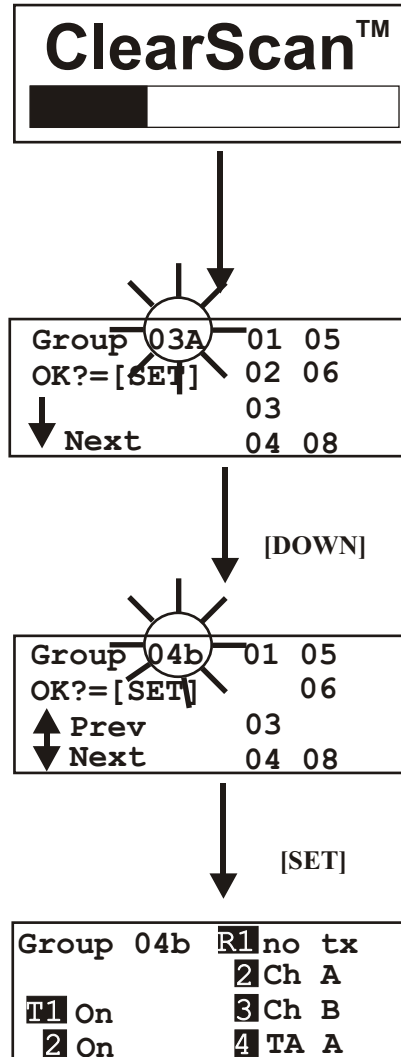 ClearScan™
Group 03A 01 05
OK?=[SET] 02 06
03
Next 04 08
[DOWN]
Group 04b 01 05
OK?=[SET] 06
Prev 03
Next 04 08
[SET]
Group 04b R1 no tx
2 Ch A
T1 On 3 Ch B
2 On 4 TA A